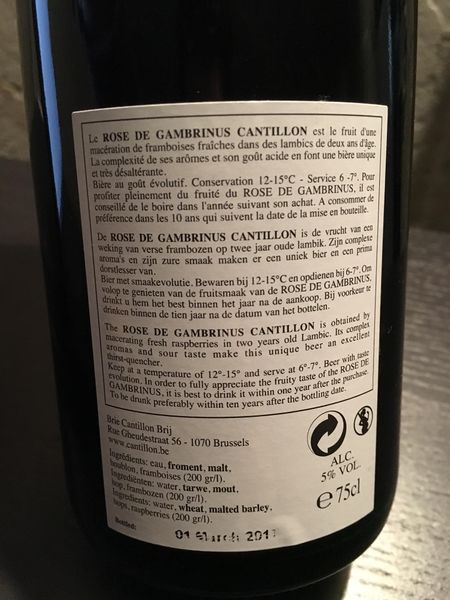 Le ROSE DE GAMBRINUS CANTILLON est le fruit d'une
macération de framboises fraîches dans des lambics de deux ans d'âge.
La complexité de ses arômes et son goût acide en font une bière unique
et très désaltérante.
Bière au goût évolutif. Conservation 12-15°C - Service 6 -7°. Pour
profiter pleinement du fruité du ROSE DE GAMBRINUS, il est
conseillé de le boire dans l'année suivant son achat. A consommer de
préférence dans les 10 ans qui suivent la date de la mise en bouteille.
De ROSE DE GAMBRINUS CANTILLON is de vrucht van een
weking van verse frambozen op twee jaar oude lambik. Zijn complexe
aroma's en zijn zure smaak maken er een uniek bier en een prima
dorstlesser van.
Bier met smaakevolutie. Bewaren bij 12-15°C en opdienen bij 6-7°. Om
volop te genieten van de fruitsmaak van de ROSE DE GAMBRINUS,
drinkt u hem het best binnen het jaar na de aankoop. Bij voorkeur te
drinken binnen de tien jaar na de datum van het bottelen.
The ROSE DE GAMBRINUS CANTILLON is obtained by
macerating fresh raspberries in two years old Lambic. Its complex
aromas and sour taste make this unique beer an excellent
thirst-quencher.
Keep at a temperature of 12°-15° and serve at 6°-7°. Beer with taste
evolution. In order to fully appreciate the fruity taste of the ROSE DE
GAMBRINUS, it is best to drink it within one year after the purchase.
To be drunk preferably within ten years after the bottling date.
Brie Cantillon Brij
Rue Gheudestraat 56 - 1070 Brussels
www.cantillon.be
Ingrédients: eau, froment, malt,
houblon, framboises (200 gr/l).
Ingrediënten: water, tarwe, mout,
hop, frambozen (200 gr/l).
Ingredients: water, wheat, malted barley,
hops, raspberries (200 gr/l).
ALC.
5% VOL.
e 75cl
Bottled: 01 March